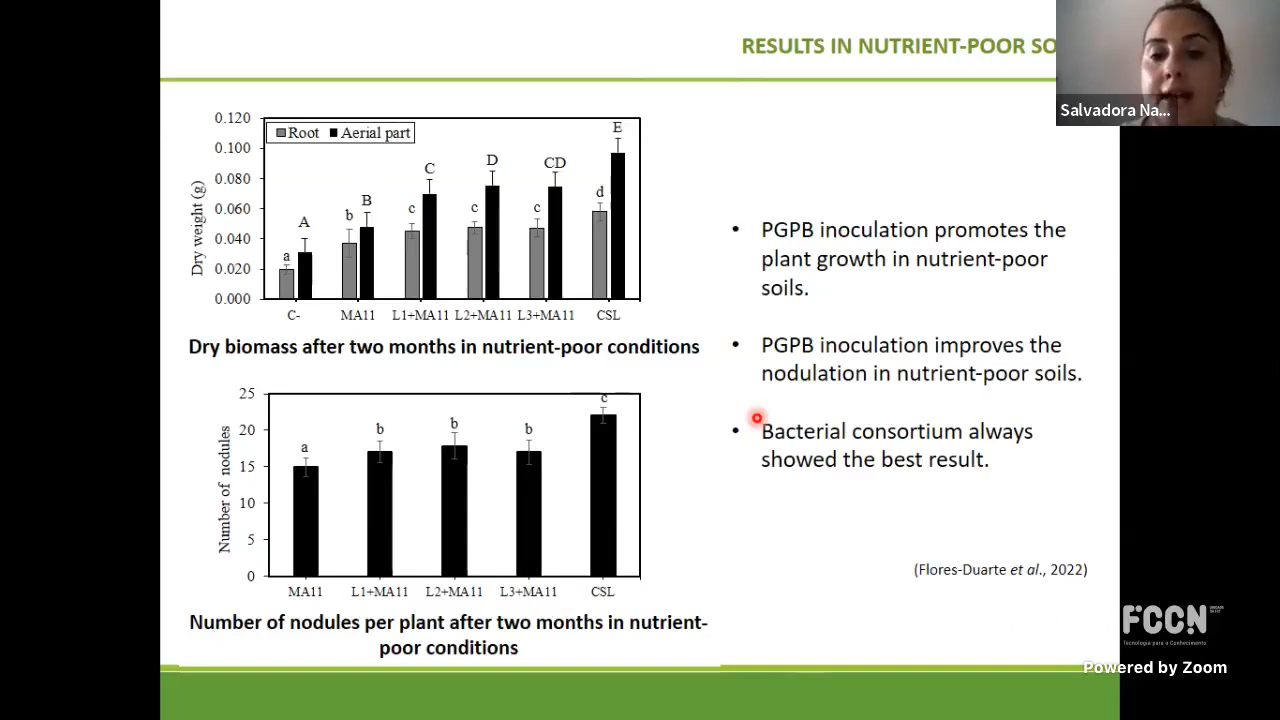 RESULTS IN NUTRIENT-POOR SO
Salvadora Na...
0.120
0.100
0.080
0.060
0.040
0.020
0.000
Dry weight (g)
Root Aerial part
a A b B c C c D c CD d E
C- MA11 L1+MA11 L2+MA11 L3+MA11 CSL
Dry biomass after two months in nutrient-poor conditions
25
20
15
10
5
0
Number of nodules
a b b b c
MA11 L1+MA11 L2+MA11 L3+MA11 CSL
Number of nodules per plant after two months in nutrient-
poor conditions
• PGPB inoculation promotes the
plant growth in nutrient-poor
soils.
• PGPB inoculation improves the
nodulation in nutrient-poor soils.
• Bacterial consortium always
showed the best result.
(Flores-Duarte et al., 2022)
FCCN
Tecnologia para o Conhecimento
Powered by Zoom